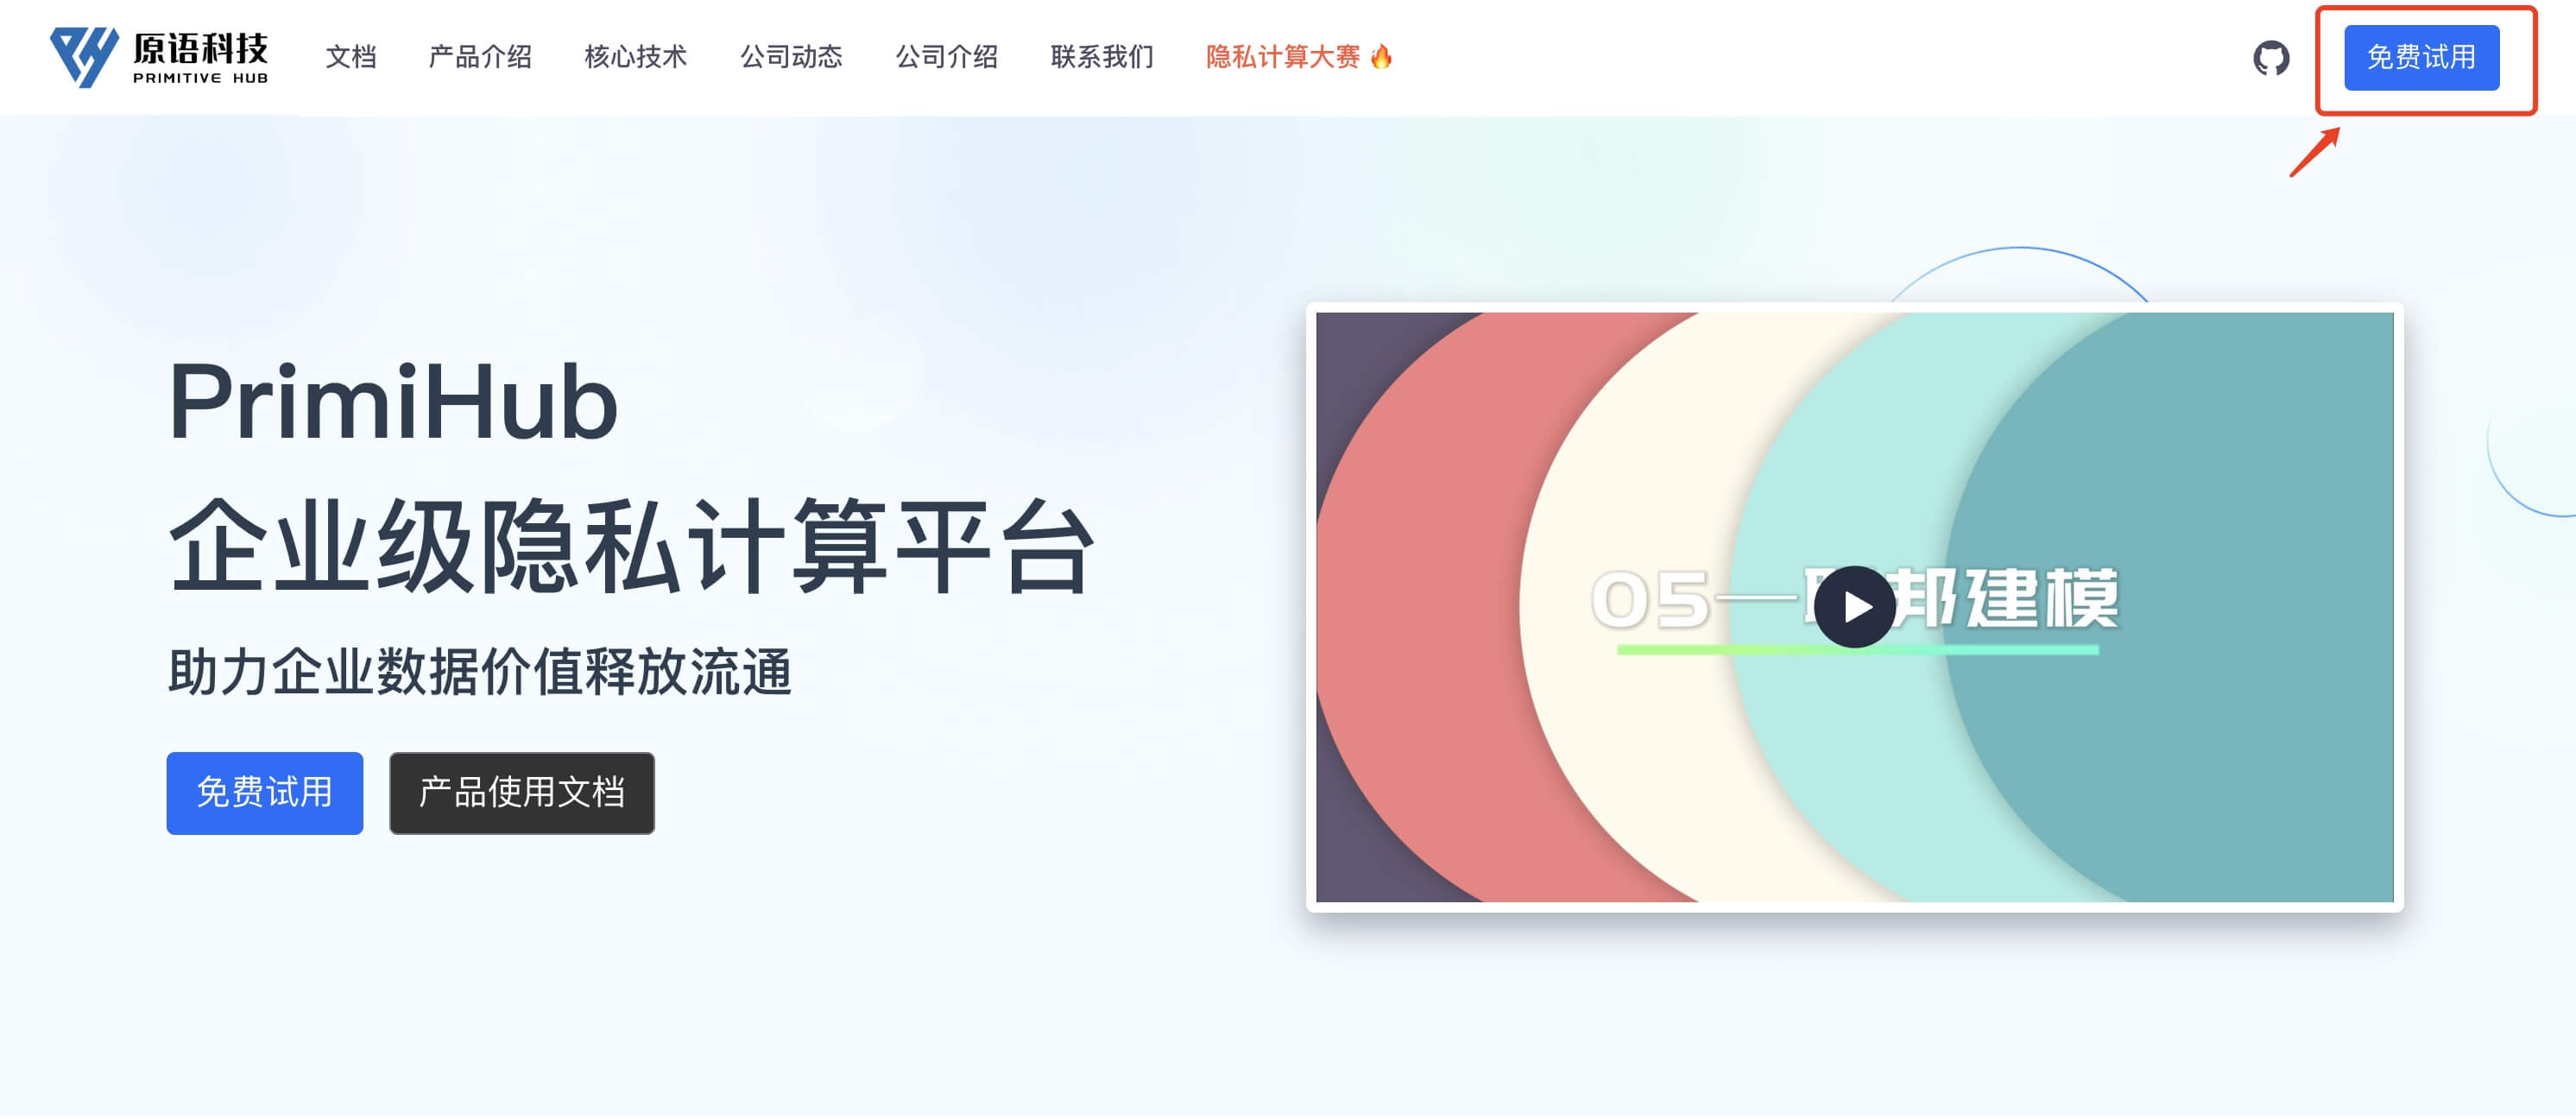 原语科技
PRIMITIVE HUB
文档 产品介绍 核心技术 公司动态 公司介绍 联系我们 隐私计算大赛🔥 免费试用
PrimiHub
企业级隐私计算平台
助力企业数据价值释放流通
免费试用 产品使用文档
05—邦建模